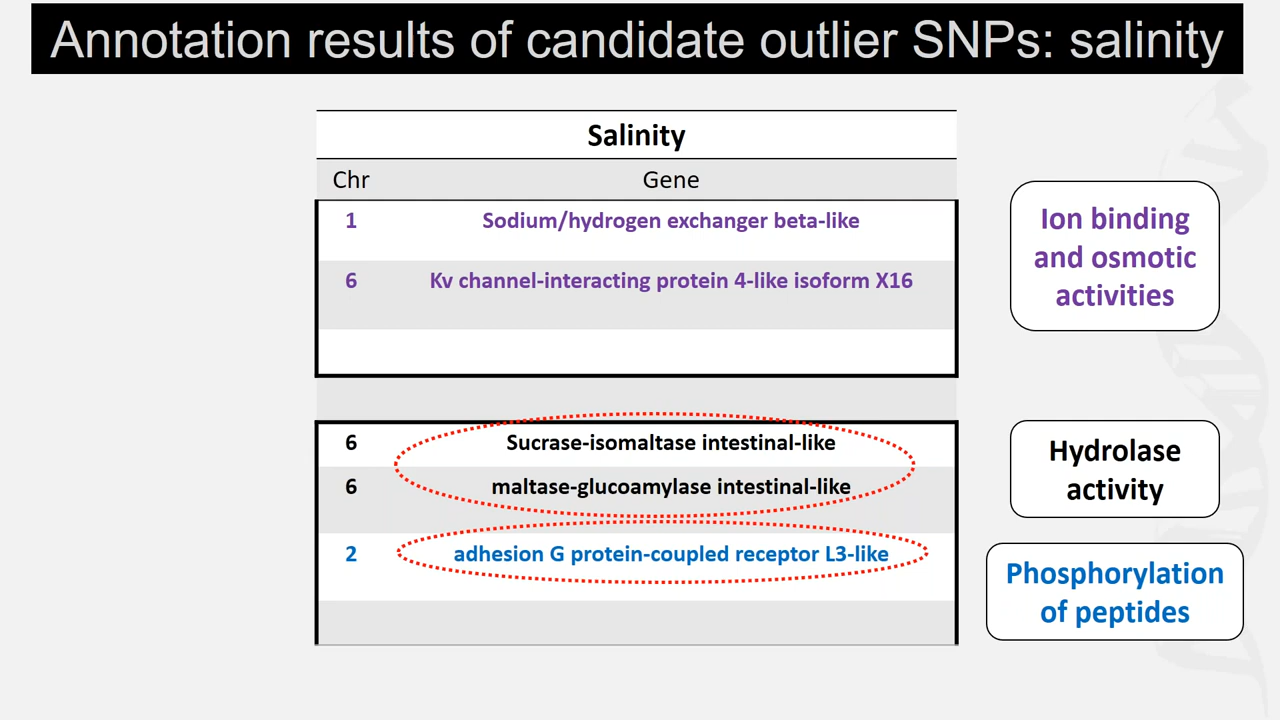 Annotation results of candidate outlier SNPs: salinity
Salinity
Chr Gene
1 Sodium/hydrogen exchanger beta-like
6 Kv channel-interacting protein 4-like isoform X16
Ion binding
and osmotic
activities
6 Sucrase-isomaltase intestinal-like
6 maltase-glucoamylase intestinal-like
Hydrolase
activity
2 adhesion G protein-coupled receptor L3-like
Phosphorylation
of peptides